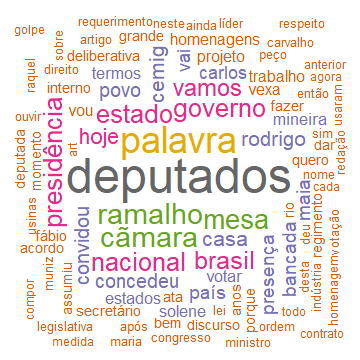 golpe
requerimento
neste
ainda
líder
sobre
artigo
grande
homenagens
respeito
raquel
direito
deliberativa
cemig
vai
projeto
peço
carvalho
termos
carlos
trabalho
anterior
interno
povo
vamos
vexa
agora
presidência
vou
estado
governo
fazer
então
usaram
ouvir
mineira
deputada
momento
hoje
palavra
rodrigo
sim
dar
redação
art
quero
deputados
nome
cada
usinas
ramalho
mesa
maia
deu
rio
regimento
votação
fábio
convidou
câmara
casa
presença
bancada
desta
indústria
homenagem
acordo
muniz
assumiu
nacional
brasil
compor
concedeu
votar
estados
ata
país
anos
porque
todo
secretário
solene
lei
legislativa
após
bem
discurso
ordem
contrato
medida
maria
congresso
ministro